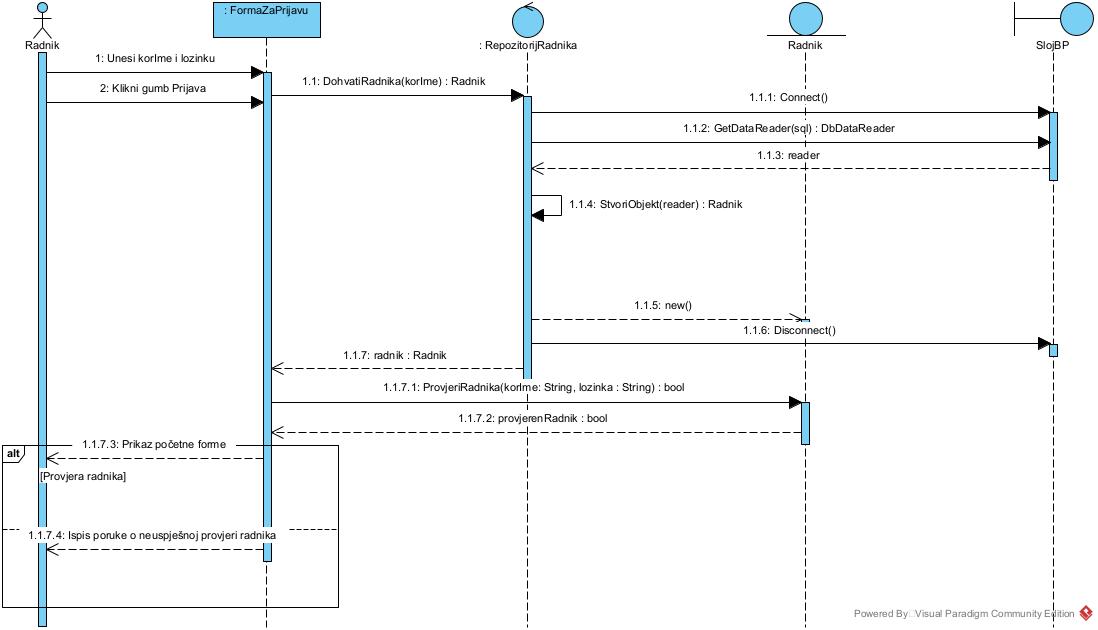 : FormaZaPrijavu
Radnik
: RepozitorijRadnika
Radnik
SlojBP
1: Unesi korIme i lozinku
1.1: DohvatiRadnika(korIme) : Radnik
2: Klikni gumb Prijava
1.1.1: Connect()
1.1.2: GetDataReader(sql) : DbDataReader
1.1.3: reader
1.1.4: StvoriObjekt(reader) : Radnik
1.1.5: new()
1.1.6: Disconnect()
1.1.7: radnik : Radnik
1.1.7.1: ProvjeriRadnika(korIme: String, lozinka : String) : bool
1.1.7.2: provjerenRadnik : bool
1.1.7.3: Prikaz početne forme
alt
[Provjera radnika]
1.1.7.4: Ispis poruke o neuspješnoj provjeri radnika
Powered By Visual Paradigm Community Edition